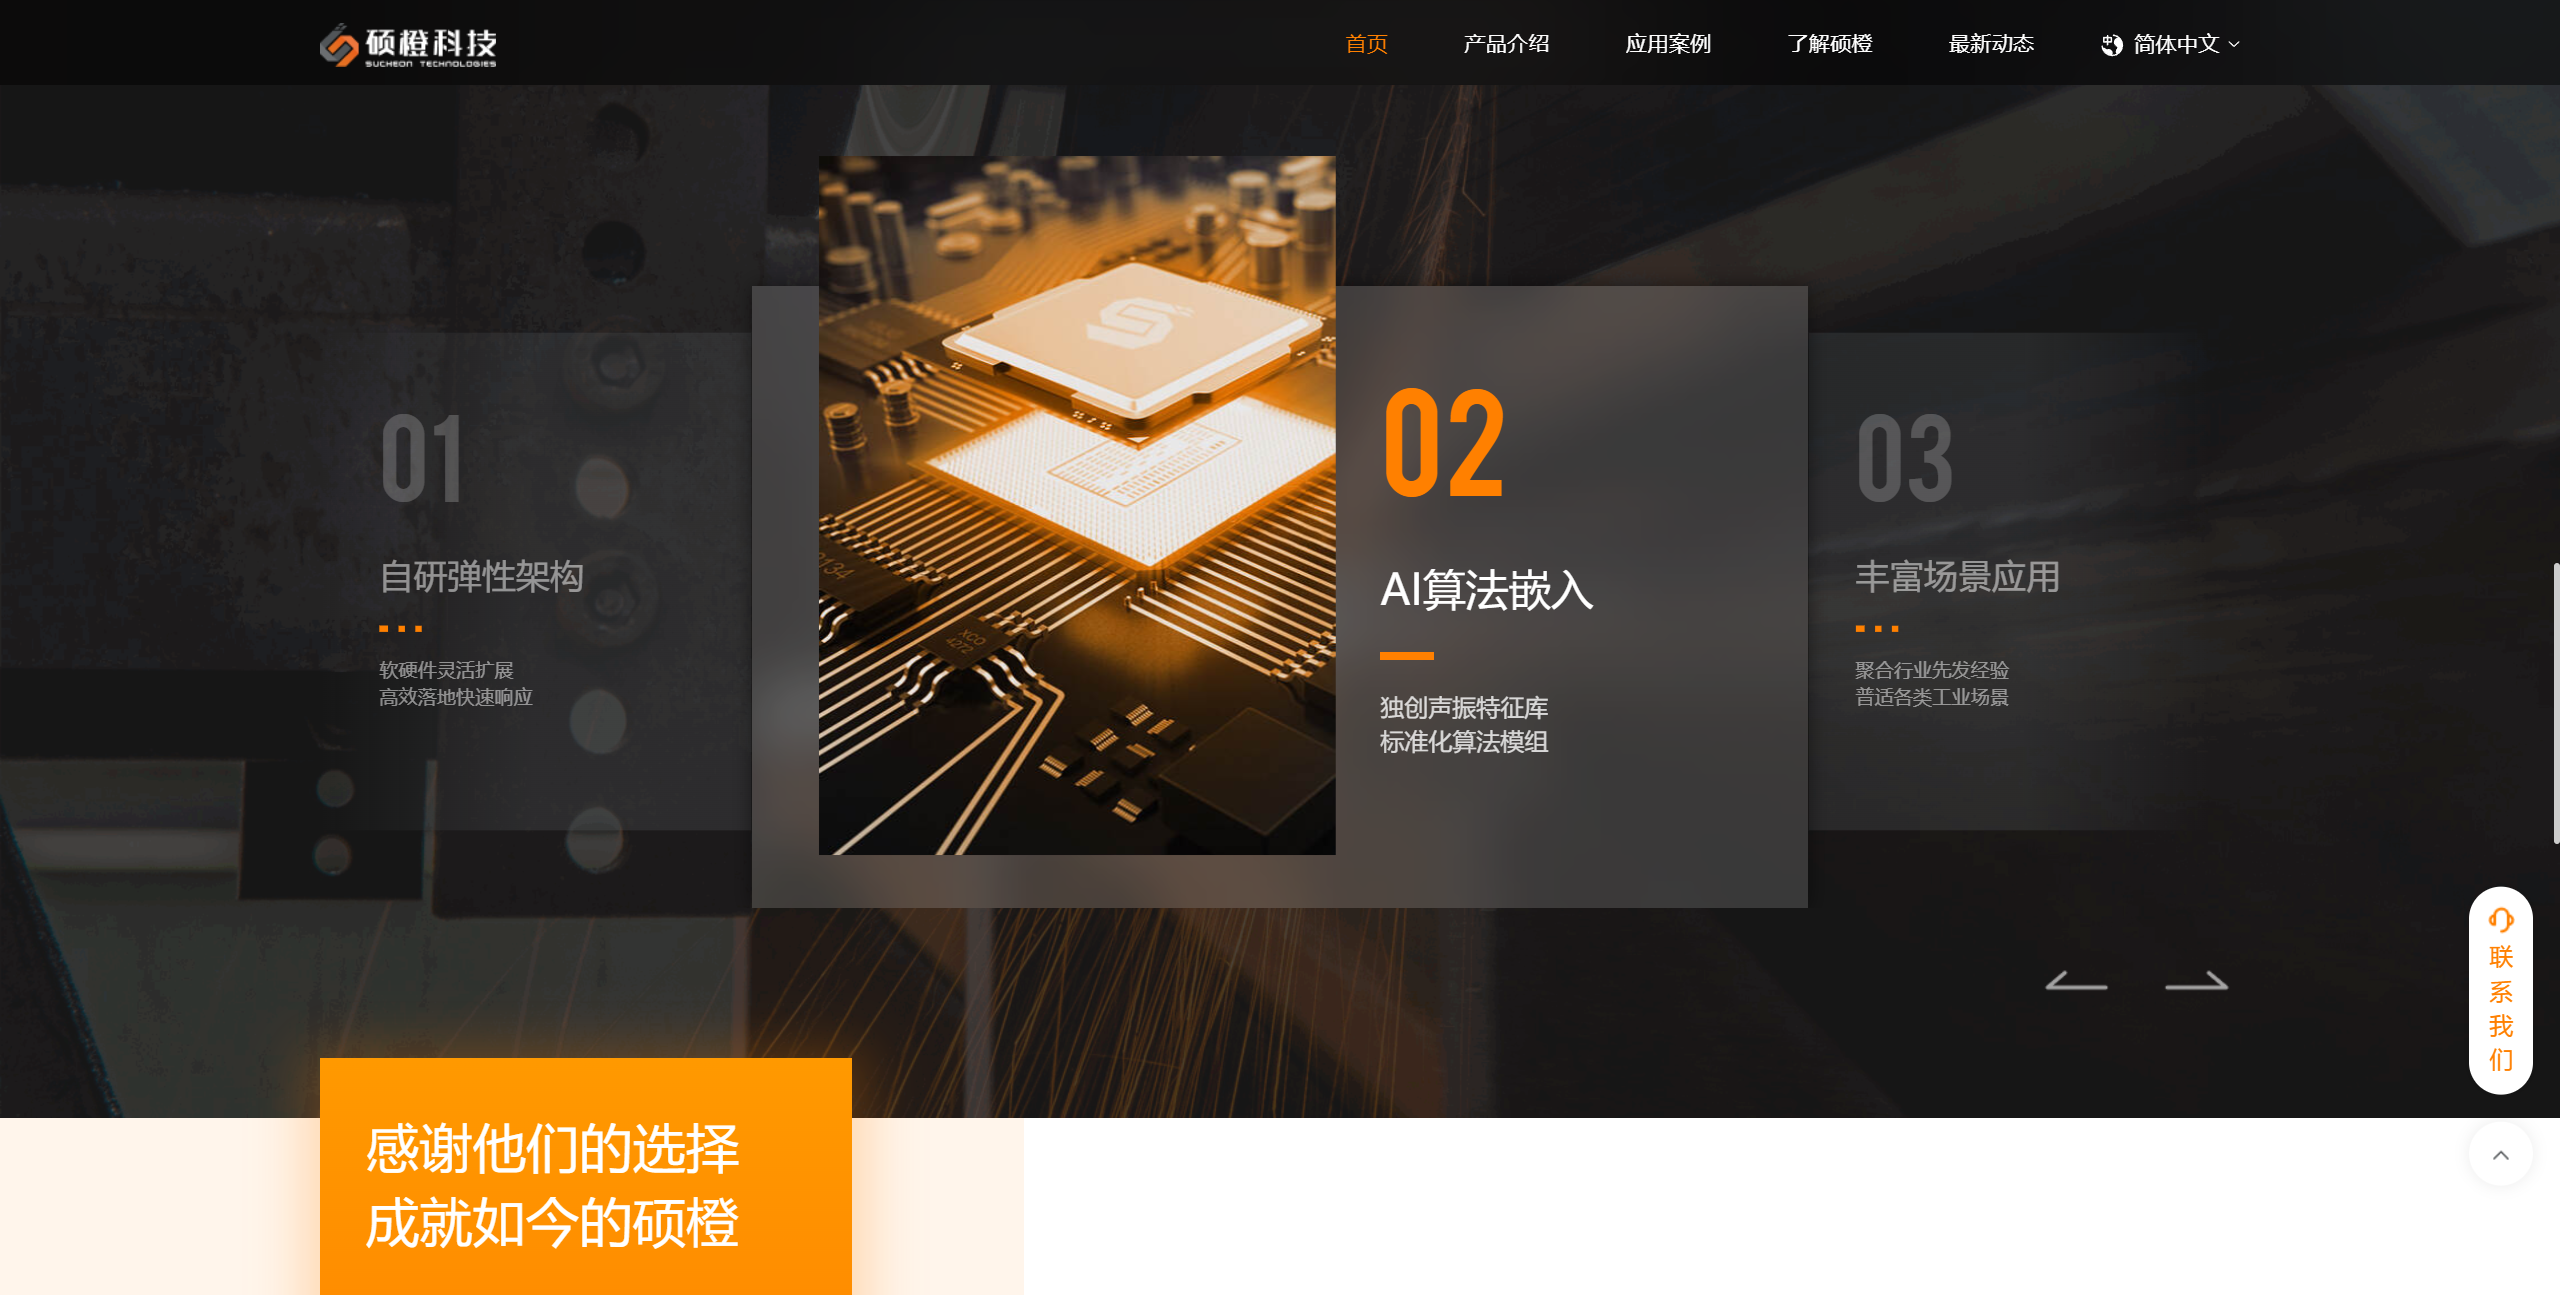 硕橙科技
SUCHEON TECHNOLOGIES
首页
产品介绍
应用案例
了解硕橙
最新动态
简体中文
01
自研弹性架构
软硬件灵活扩展
高效落地快速响应
XCO
4272
02
AI算法嵌入
独创声振特征库
标准化算法模组
03
丰富场景应用
聚合行业先发经验
普适各类工业场景
联系我们
感谢他们的选择
成就如今的硕橙